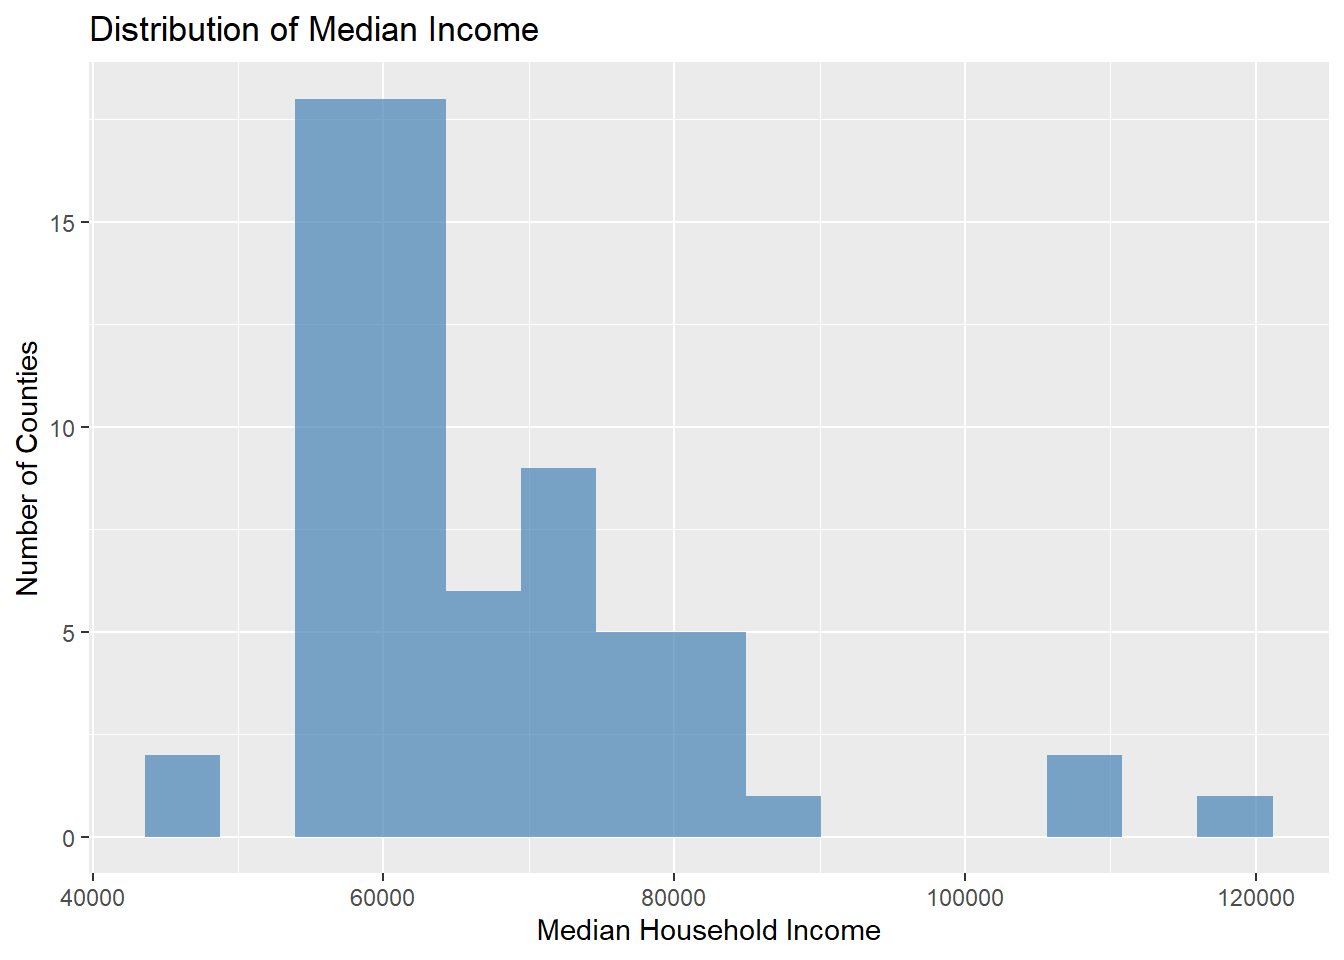 Distribution of Median Income
Number of Counties
15
10
5
0
40000 60000 80000 100000 120000
Median Household Income